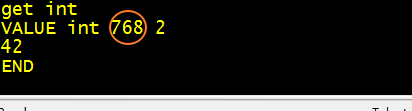 get int
VALUE int 768 2
42
END